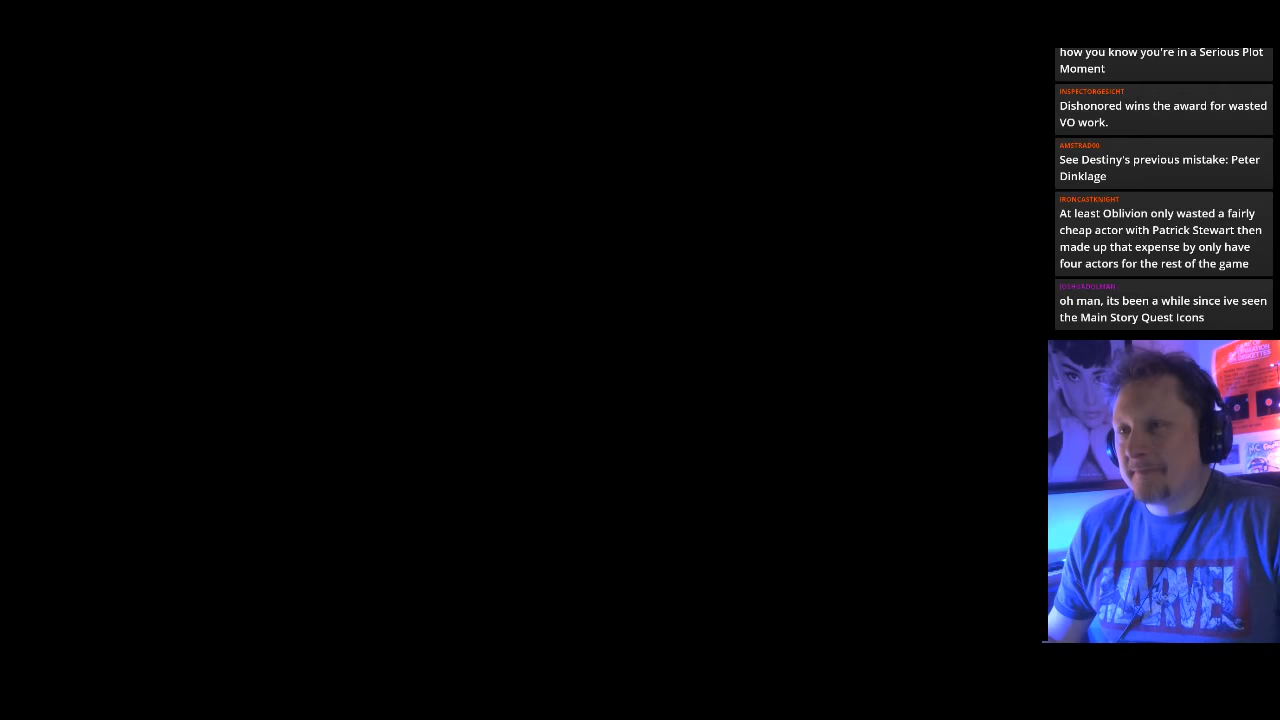 how you know you're in a Serious Plot
Moment
INSPECTORGESICHT
Dishonored wins the award for wasted
VO work.
AMSTRAD00
See Destiny's previous mistake: Peter
Dinklage
IRONCASTKNIGHT
At least Oblivion only wasted a fairly
cheap actor with Patrick Stewart then
made up that expense by only have
four actors for the rest of the game
oh man, its been a while since ive seen
the Main Story Quest Icons
MARVEL